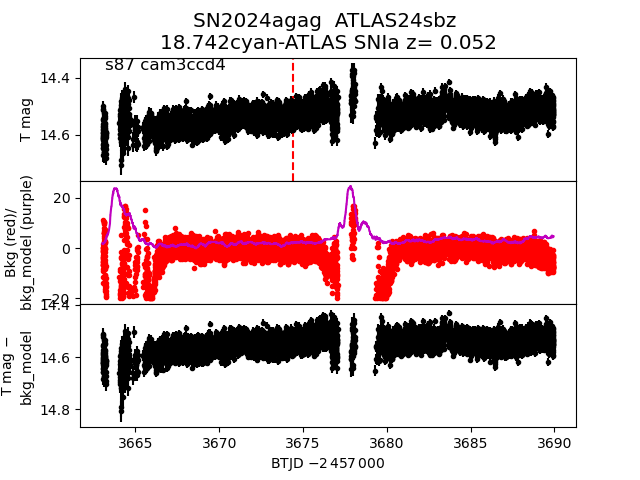 SN2024agag  ATLAS24sbz
18.742cyan-ATLAS SNIa z= 0.052
s87 cam3ccd4
14.4
14.6
T mag
20
0
−20
Bkg (red)/
bkg_model (purple)
14.4
14.6
14.8
T mag −
bkg_model
3665 3670 3675 3680 3685 3690
BTJD −2 457 000